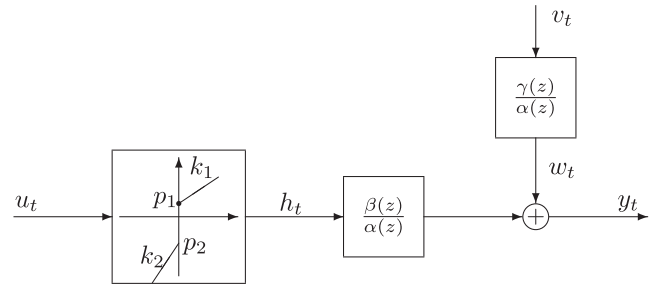 v_t
γ(z)
α(z)
w_t
k_1
p_1
u_t
h_t
β(z)
α(z)
+
y_t
p_2
k_2